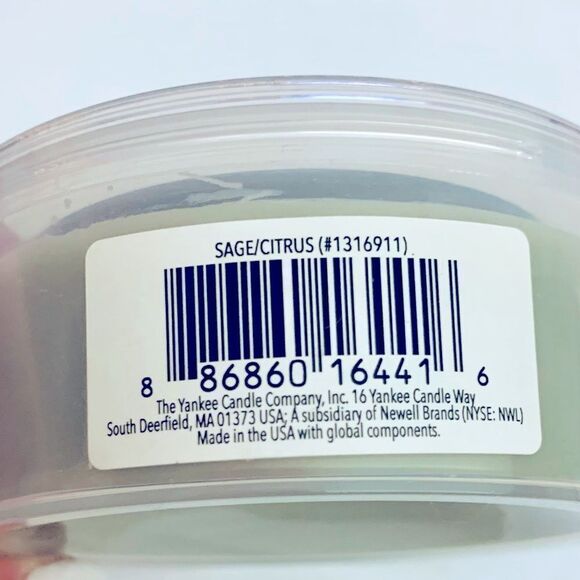 SAGE/CITRUS (#1316911)
8 86860 16441 6
The Yankee Candle Company, Inc. 16 Yankee Candle Way
South Deerfield, MA 01373 USA; A subsidiary of Newell Brands (NYSE: NWL)
Made in the USA with global components.